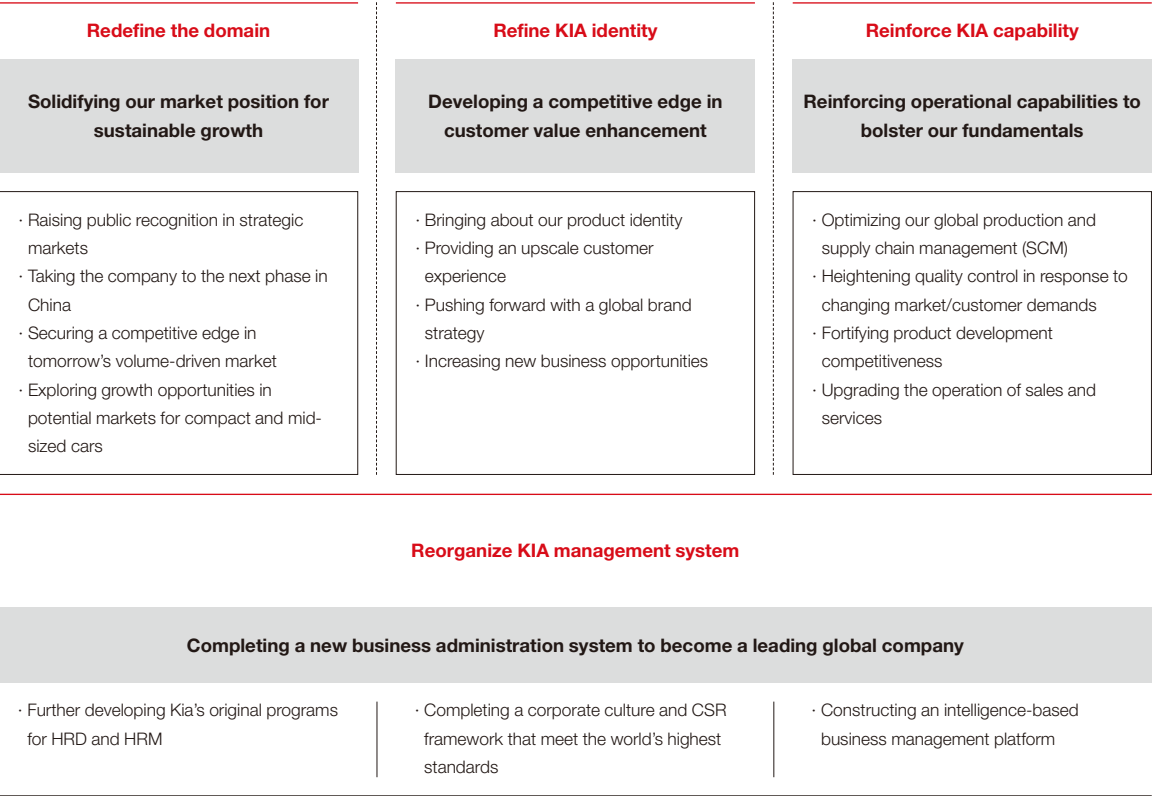 Redefine the domain
Solidifying our market position for
sustainable growth
· Raising public recognition in strategic
markets
· Taking the company to the next phase in
China
· Securing a competitive edge in
tomorrow’s volume-driven market
· Exploring growth opportunities in
potential markets for compact and mid-
sized cars
Refine KIA identity
Developing a competitive edge in
customer value enhancement
· Bringing about our product identity
· Providing an upscale customer
experience
· Pushing forward with a global brand
strategy
· Increasing new business opportunities
Reinforce KIA capability
Reinforcing operational capabilities to
bolster our fundamentals
· Optimizing our global production and
supply chain management (SCM)
· Heightening quality control in response to
changing market/customer demands
· Fortifying product development
competitiveness
· Upgrading the operation of sales and
services
Reorganize KIA management system
Completing a new business administration system to become a leading global company
· Further developing Kia’s original programs
for HRD and HRM
· Completing a corporate culture and CSR
framework that meet the world’s highest
standards
· Constructing an intelligence-based
business management platform